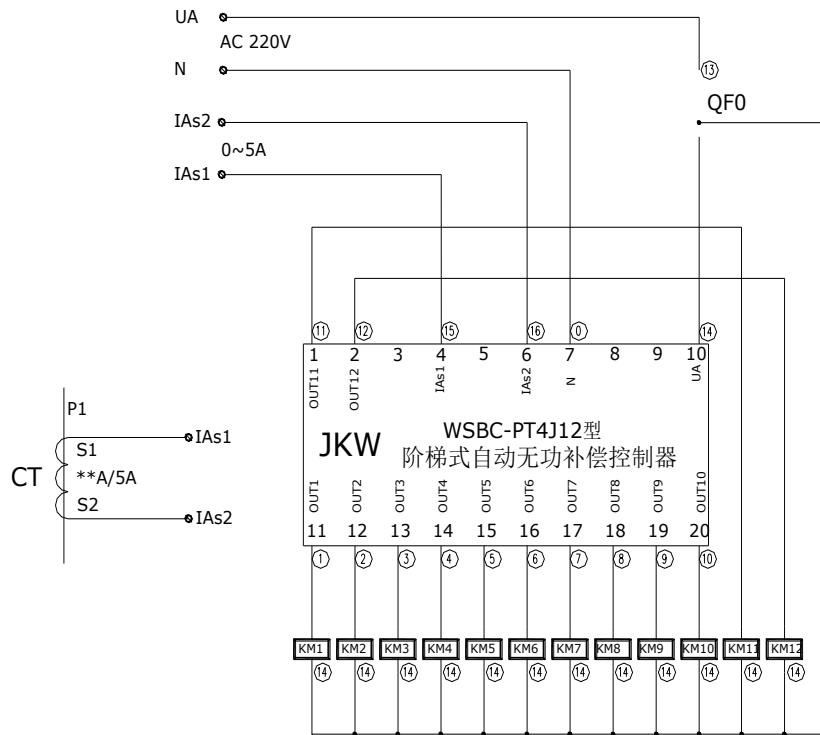 UA
AC 220V
N
13
QF0
IAs2
0~5A
IAs1
11 12 15 16 0 14
1 2 3 4 5 6 7 8 9 10
OUT11 OUT12 IAs1 IAs2 N UA
P1
IAs1
S1
CT
**A/5A
S2
IAs2
JKW
WSBC-PT4J12型
阶梯式自动无功补偿控制器
OUT1 OUT2 OUT3 OUT4 OUT5 OUT6 OUT7 OUT8 OUT9 OUT10
11 12 13 14 15 16 17 18 19 20
1 2 3 4 5 6 7 8 9 10
KM1 KM2 KM3 KM4 KM5 KM6 KM7 KM8 KM9 KM10 KM11 KM12
14 14 14 14 14 14 14 14 14 14 14 14